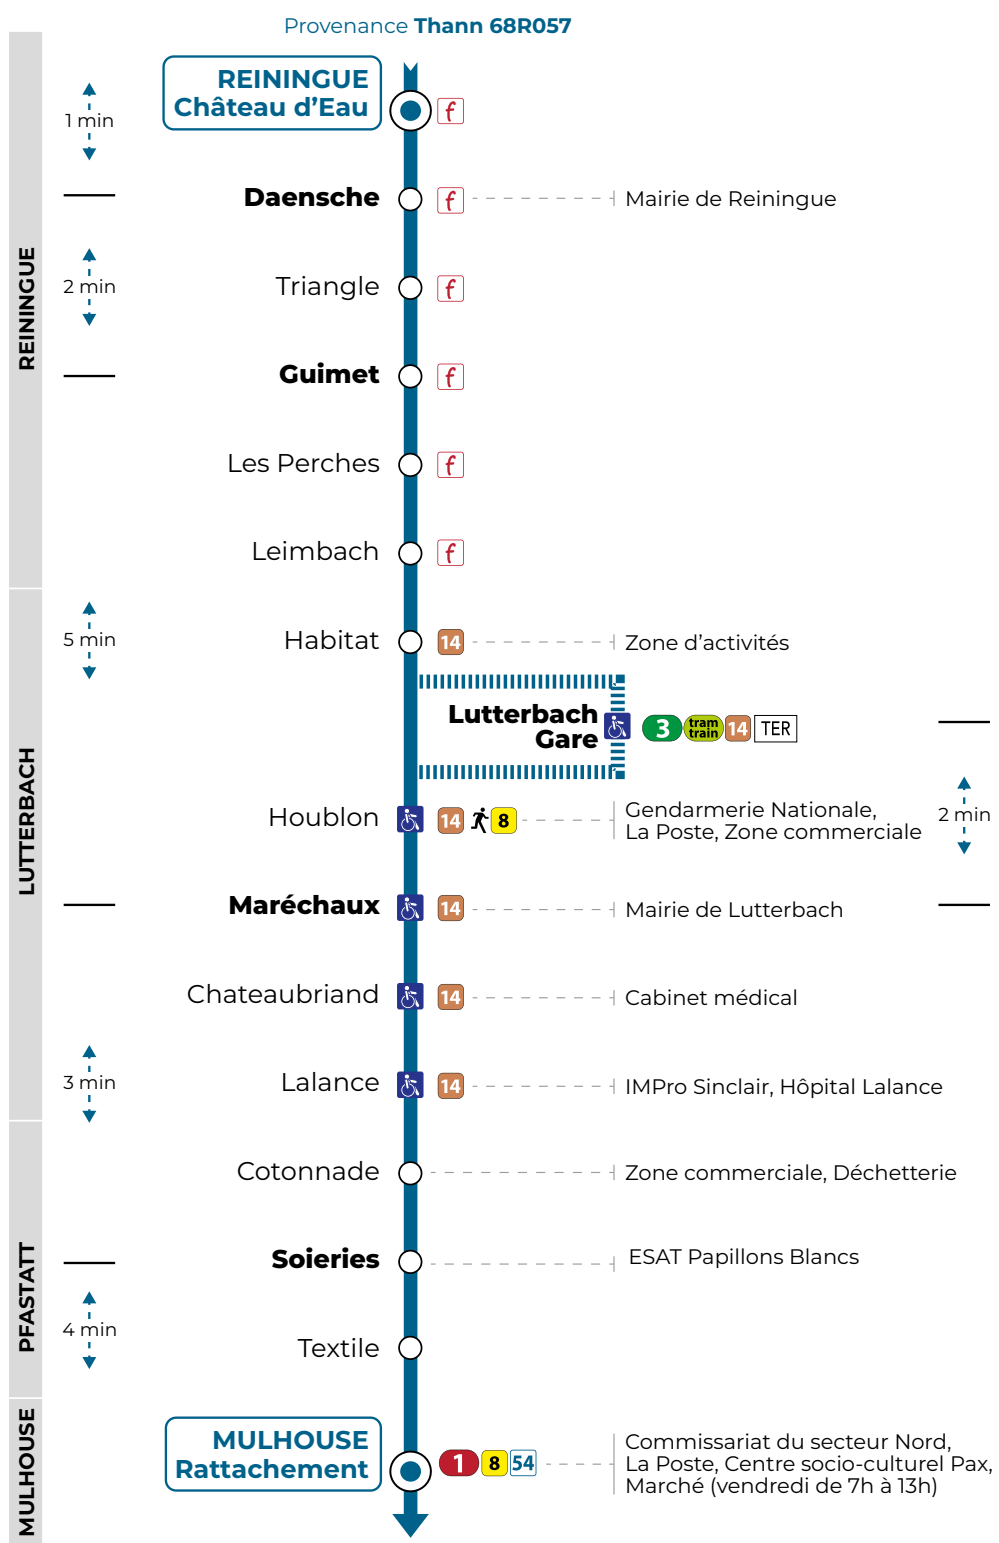 Provenance Thann 68R057
REININGUE
Château d’Eau
f
1 min
Daensche
f
Mairie de Reiningue
REININGUE
2 min
Triangle
f
Guimet
f
Les Perches
f
Leimbach
f
5 min
Habitat
14
Zone d’activités
Lutterbach
Gare
3
tram
train
14
TER
LUTTERBACH
Houblon
14
8
Gendarmerie Nationale,
La Poste, Zone commerciale
2 min
Maréchaux
14
Mairie de Lutterbach
Chateaubriand
14
Cabinet médical
3 min
Lalance
14
IMPro Sinclair, Hôpital Lalance
Cotonnade
Zone commerciale, Déchetterie
PFASTATT
Soieries
ESAT Papillons Blancs
4 min
Textile
MULHOUSE
MULHOUSE
Rattachement
1
8
54
Commissariat du secteur Nord,
La Poste, Centre socio-culturel Pax,
Marché (vendredi de 7h à 13h)